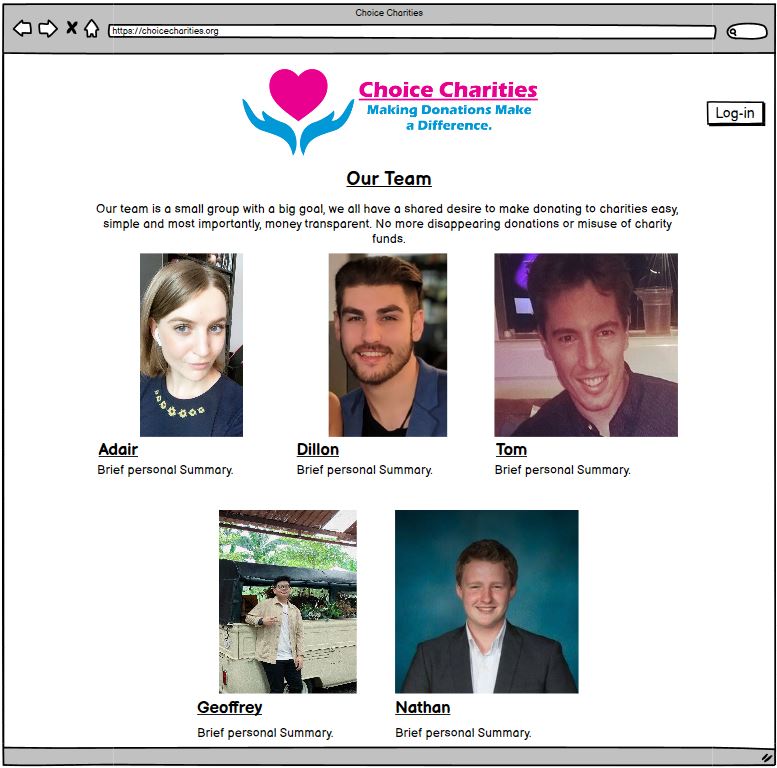 Choice Charities
https://choicecharities.org
Choice Charities
Making Donations Make
a Difference.
Log-in
Our Team
Our team is a small group with a big goal, we all have a shared desire to make donating to charities easy,
simple and most importantly, money transparent. No more disappearing donations or misuse of charity
funds.
Adair
Brief personal Summary.
Dillon
Brief personal Summary.
Tom
Brief personal Summary.
Geoffrey
Brief personal Summary.
Nathan
Brief personal Summary.